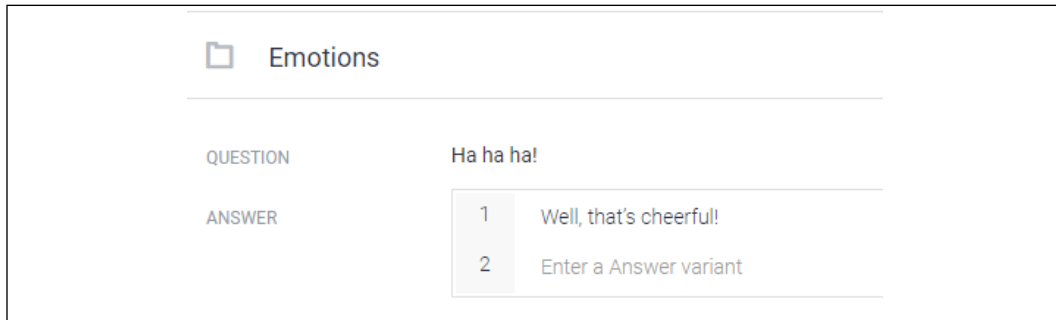 Emotions
QUESTION Ha ha ha!
ANSWER 1 Well, that's cheerful!
2 Enter a Answer variant